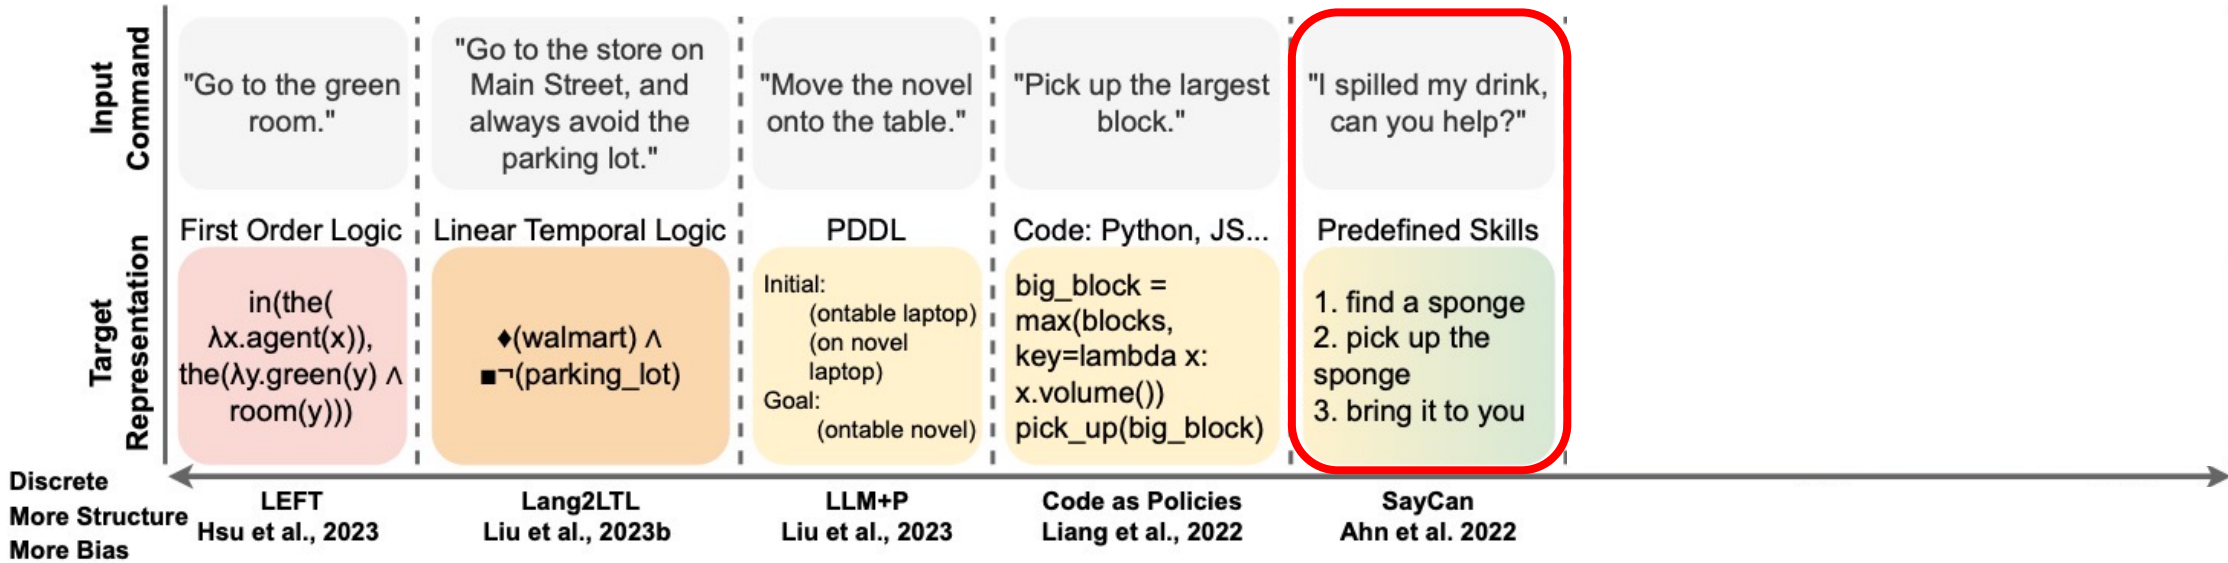 Input
Command
"Go to the green
room."
"Go to the store on
Main Street, and
always avoid the
parking lot."
"Move the novel
onto the table."
"Pick up the largest
block."
"I spilled my drink,
can you help?"
Target
Representation
First Order Logic
in(the(
λx.agent(x)),
the(λy.green(y) ∧
room(y)))
Linear Temporal Logic
♦(walmart) ∧
■¬(parking_lot)
PDDL
Initial:
(ontable laptop)
(on novel
laptop)
Goal:
(ontable novel)
Code: Python, JS...
big_block =
max(blocks,
key=lambda x:
x.volume())
pick_up(big_block)
Predefined Skills
1. find a sponge
2. pick up the
sponge
3. bring it to you
Discrete
More Structure
More Bias
LEFT
Hsu et al., 2023
Lang2LTL
Liu et al., 2023b
LLM+P
Liu et al., 2023
Code as Policies
Liang et al., 2022
SayCan
Ahn et al. 2022